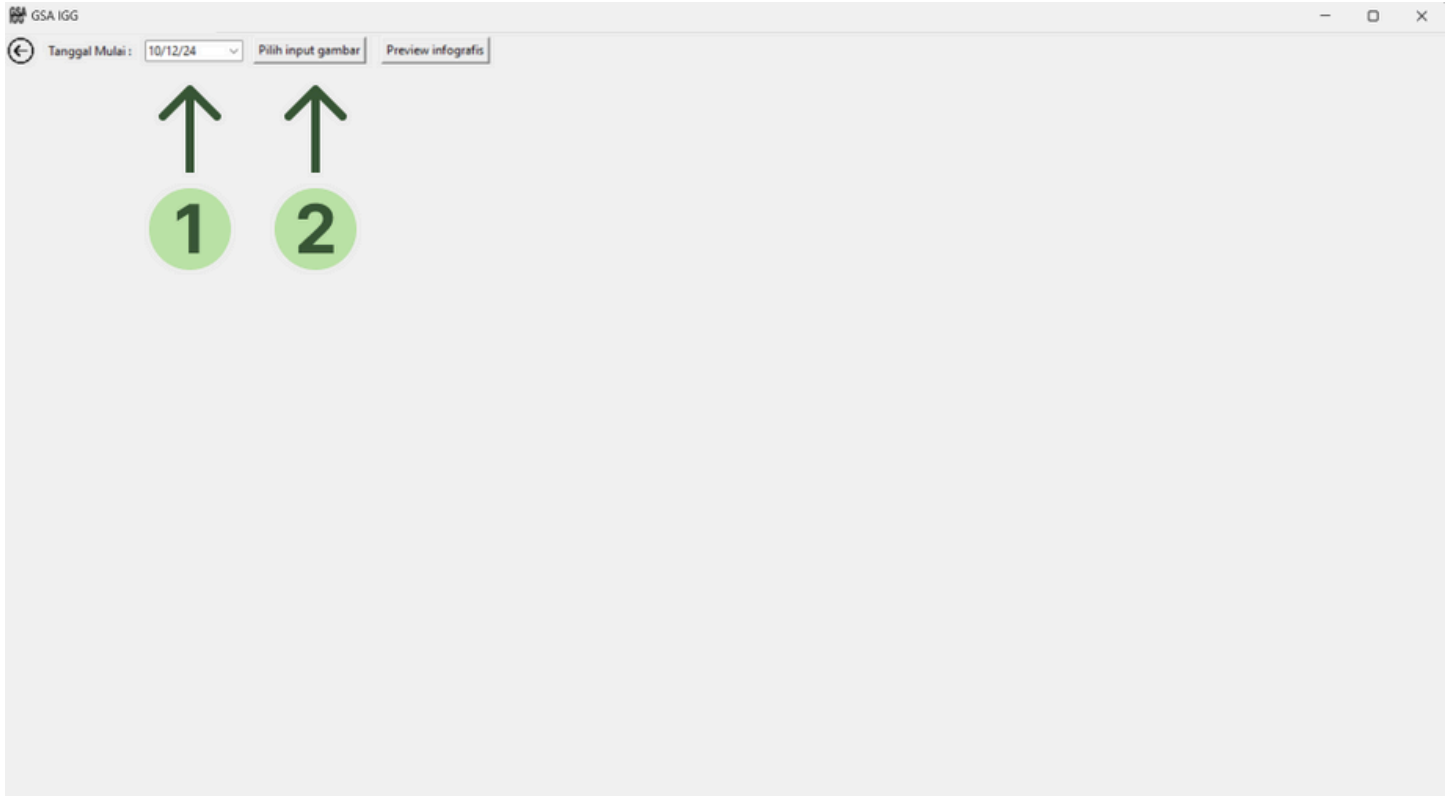 GSA IGG
Tanggal Mulai : 10/12/24 Pilih input gambar Preview infografis
1 2